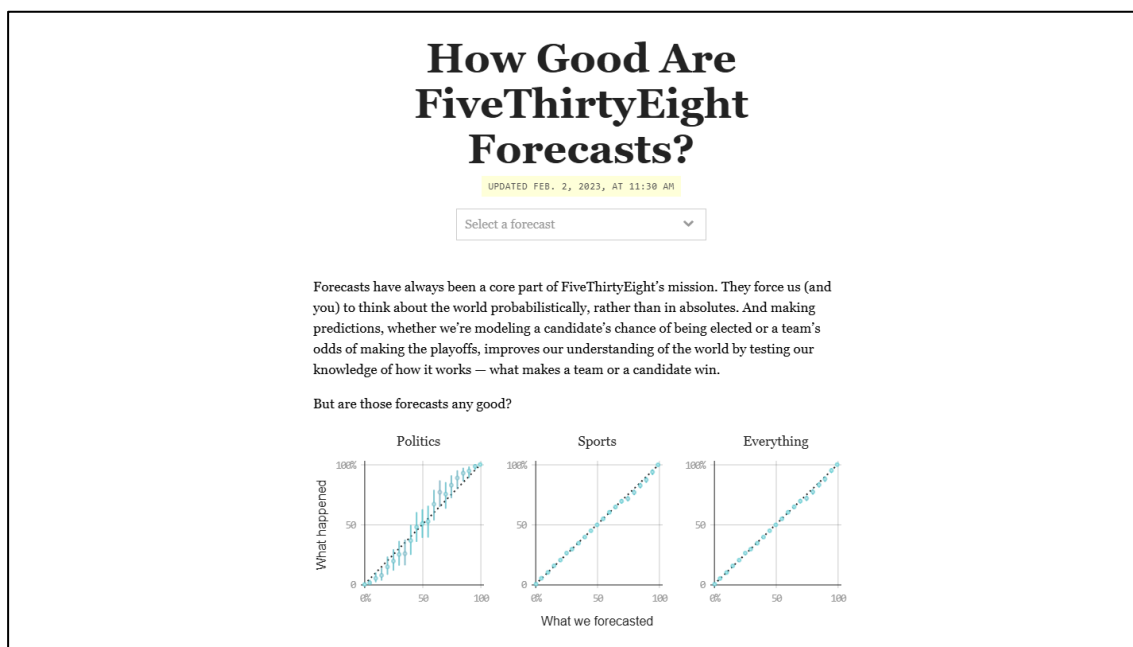 How Good Are
FiveThirtyEight
Forecasts?
UPDATED FEB. 2, 2023, AT 11:30 AM
Select a forecast
Forecasts have always been a core part of FiveThirtyEight’s mission. They force us (and
you) to think about the world probabilistically, rather than in absolutes. And making
predictions, whether we’re modeling a candidate’s chance of being elected or a team’s
odds of making the playoffs, improves our understanding of the world by testing our
knowledge of how it works — what makes a team or a candidate win.
But are those forecasts any good?
Politics Sports Everything
100% 100% 100%
What happened
50 50 50
0 0 0
0% 50 100 0% 50 100 0% 50 100
What we forecasted